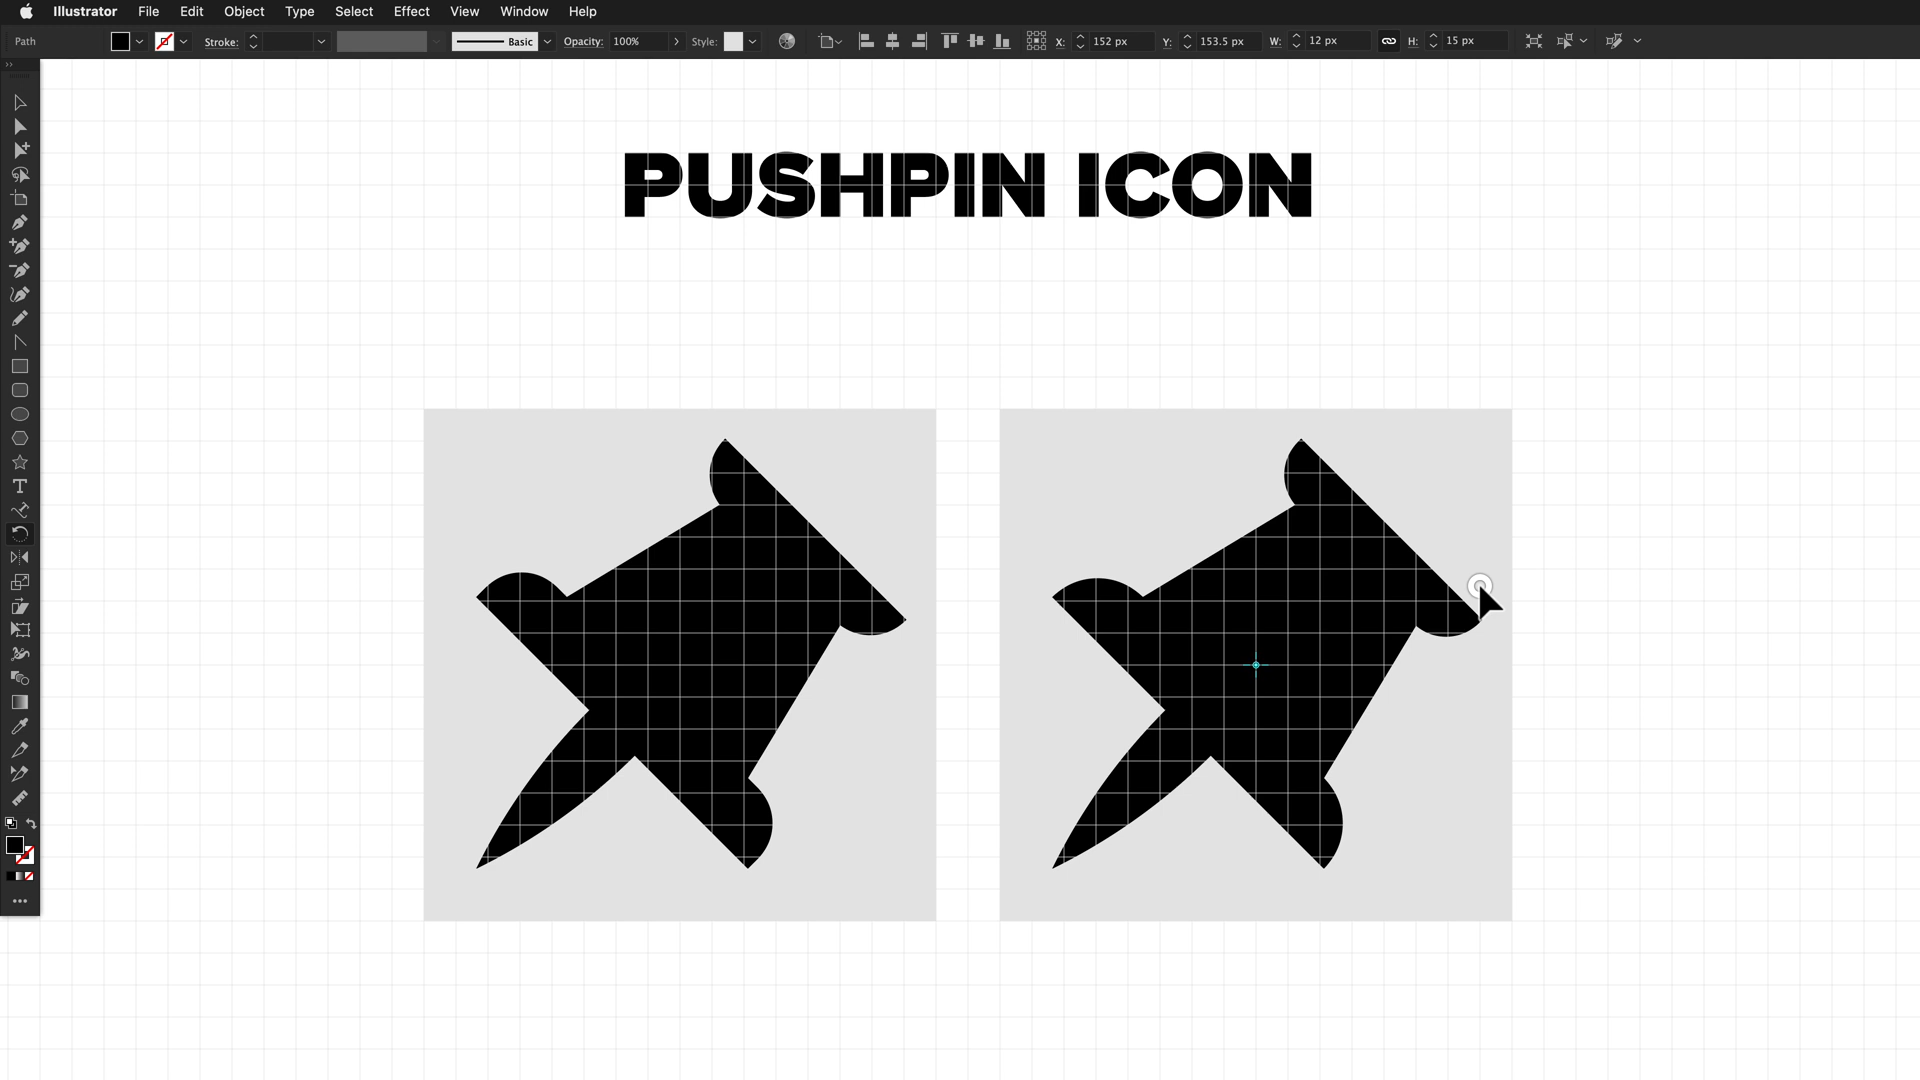 Illustrator File Edit Object Type Select Effect View Window Help
Path Stroke: Basic Opacity: 100% Style: X: 152 px Y: 153.5 px W: 12 px H: 15 px
PUSHPIN ICON